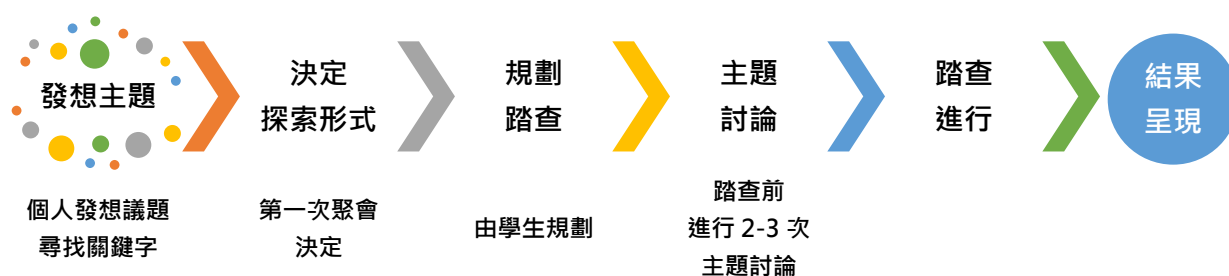 發想主題
決定
探索形式
規劃
踏查
主題
討論
踏查
進行
結果
呈現
個人發想議題
尋找關鍵字
第一次聚會
決定
由學生規劃
踏查前
進行 2-3 次
主題討論